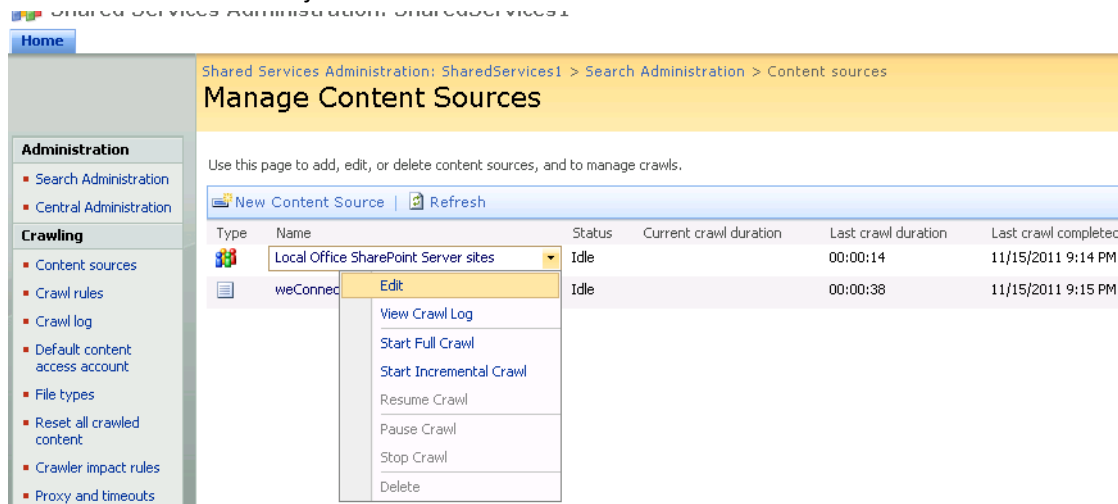 Shared Services Administration: SharedServices1
Home
Shared Services Administration: SharedServices1 > Search Administration > Content sources
Manage Content Sources
Administration
Search Administration
Central Administration
Crawling
Content sources
Crawl rules
Crawl log
Default content
access account
File types
Reset all crawled
content
Crawler impact rules
Proxy and timeouts
Use this page to add, edit, or delete content sources, and to manage crawls.
New Content Source | Refresh
Type Name Status Current crawl duration Last crawl duration Last crawl completed
Local Office SharePoint Server sites Idle 00:00:14 11/15/2011 9:14 PM
weConnec Idle 00:00:38 11/15/2011 9:15 PM
Edit
View Crawl Log
Start Full Crawl
Start Incremental Crawl
Resume Crawl
Pause Crawl
Stop Crawl
Delete